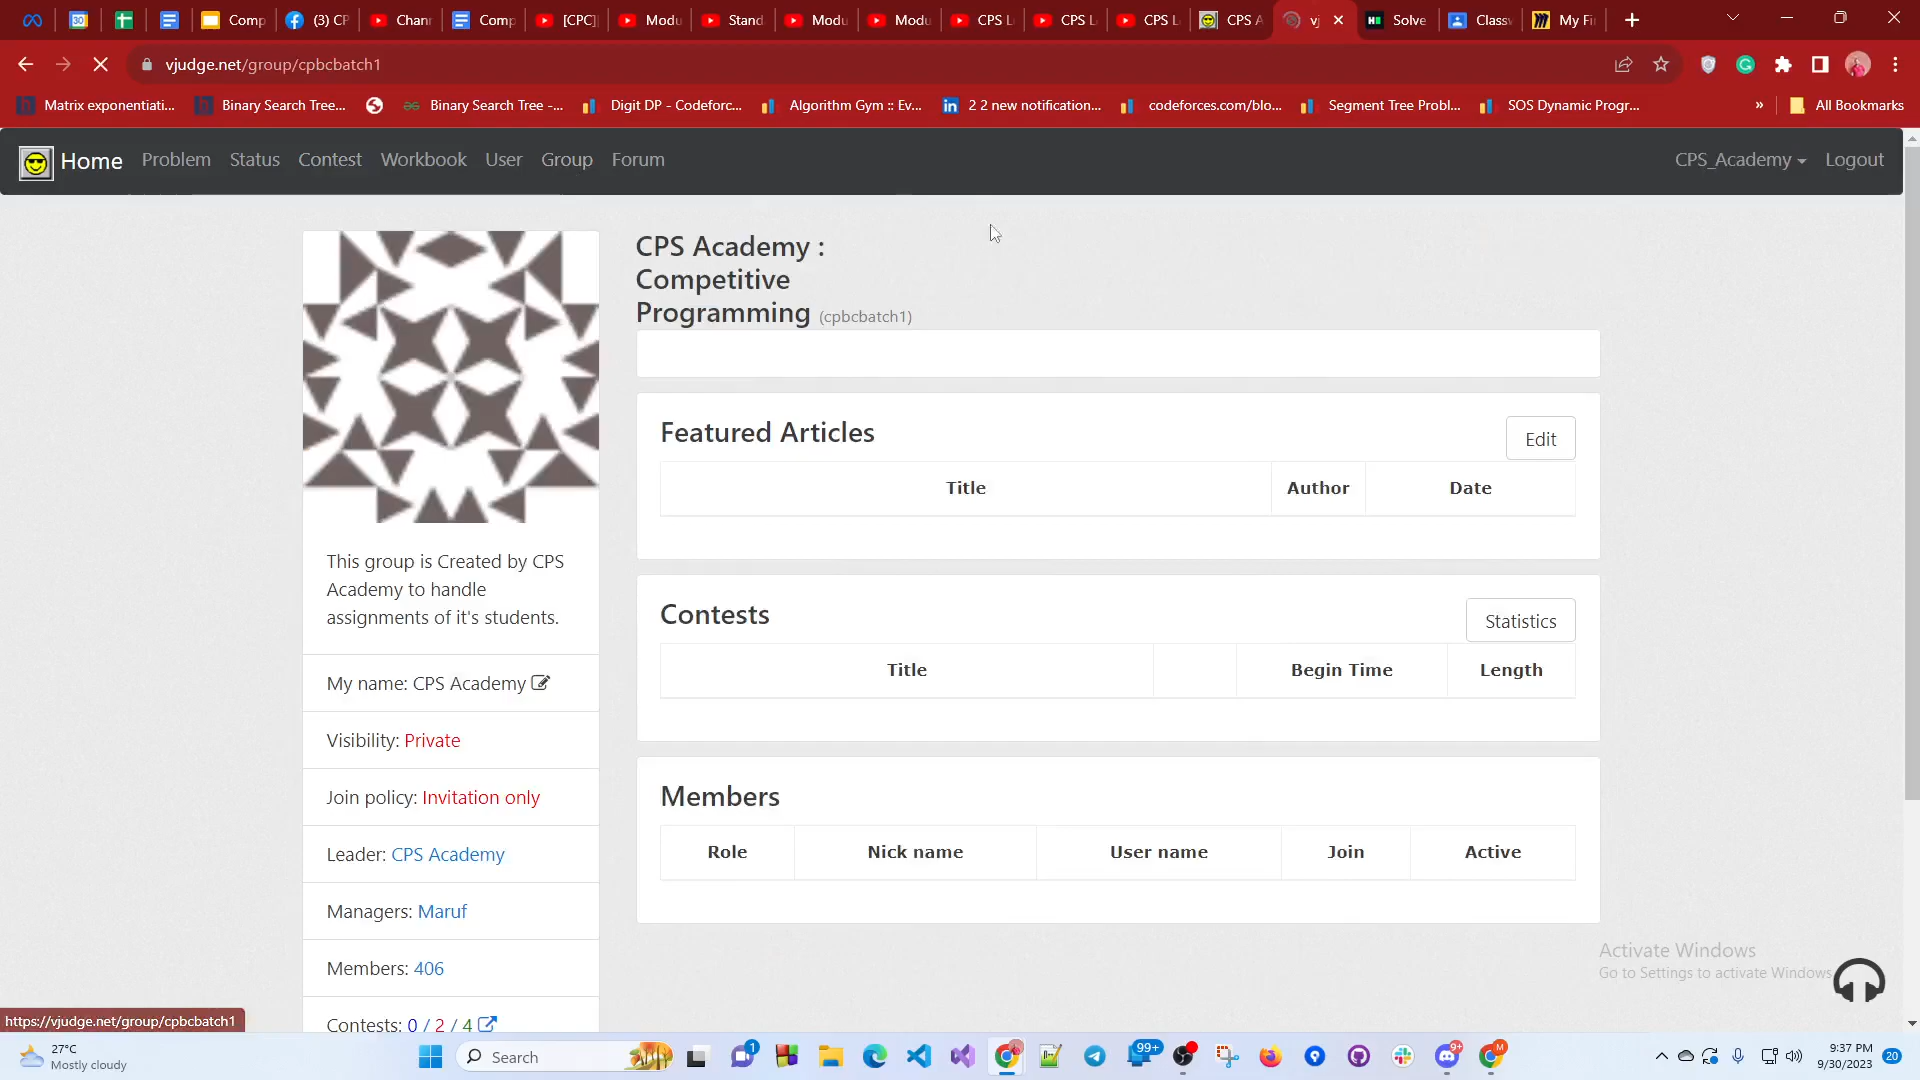 Comp
(3) CP
Chann
Comp
[CPC]
Modu
Stand
Modu
Modu
CPS L
CPS L
CPS L
CPS A
vj
Solve
Classw
My Fi
vjudge.net/group/cpbcbatch1
Matrix exponentiati...
Binary Search Tree...
Binary Search Tree -...
Digit DP - Codeforc...
Algorithm Gym :: Ev...
2 2 new notification...
codeforces.com/blo...
Segment Tree Probl...
SOS Dynamic Progr...
»
All Bookmarks
Home
Problem
Status
Contest
Workbook
User
Group
Forum
CPS_Academy
Logout
This group is Created by CPS
Academy to handle
assignments of it's students.
My name: CPS Academy
Visibility: Private
Join policy: Invitation only
Leader: CPS Academy
Managers: Maruf
Members: 406
Contests: 0 / 2 / 4
CPS Academy :
Competitive
Programming (cpbcbatch1)
Featured Articles
Edit
Title
Author
Date
Contests
Statistics
Title
Begin Time
Length
Members
Role
Nick name
User name
Join
Active
Activate Windows
Go to Settings to activate Windows
https://vjudge.net/group/cpbcbatch1
27°C
Mostly cloudy
Search
1
99+
9+
M
9:37 PM
9/30/2023
20